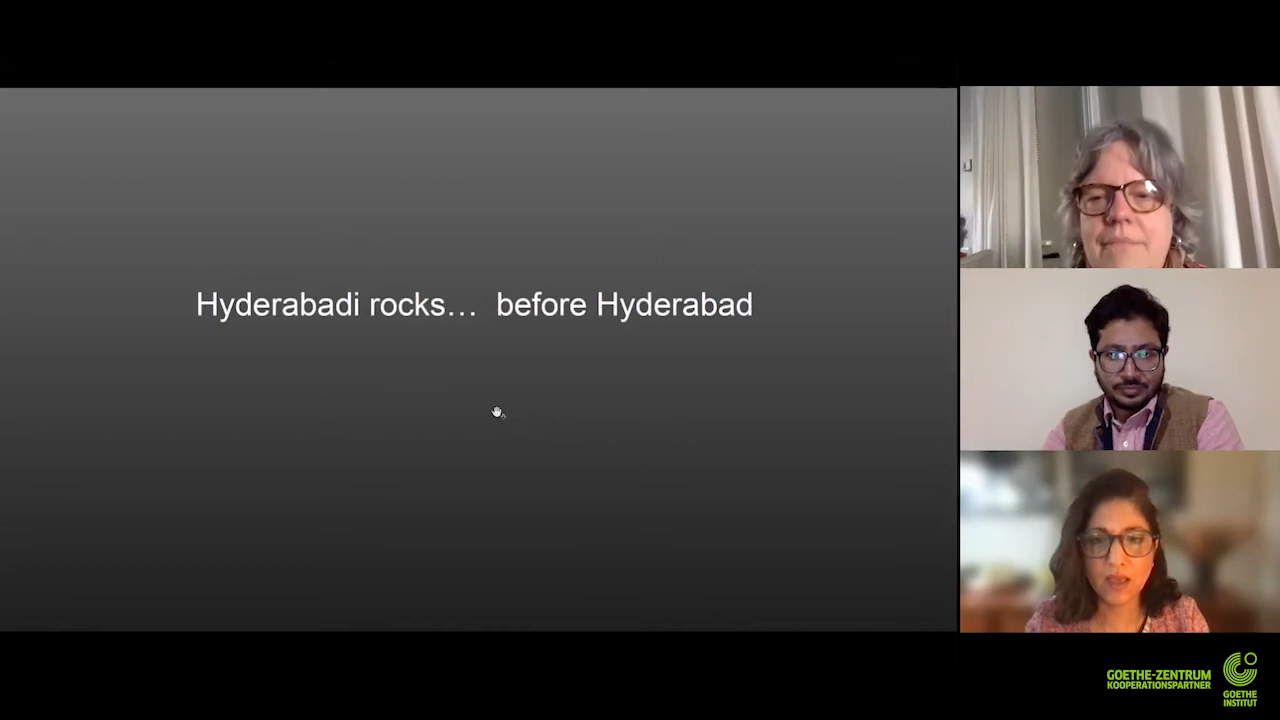 Hyderabadi rocks… before Hyderabad
GOETHE-ZENTRUM
KOOPERATIONSPARTNER
GOETHE
INSTITUT